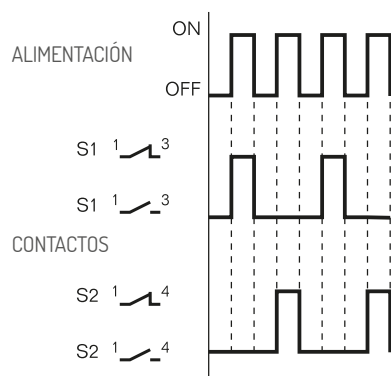 ON
ALIMENTACIÓN
OFF
S1 1 3
S1 1 3
CONTACTOS
S2 1 4
S2 1 4